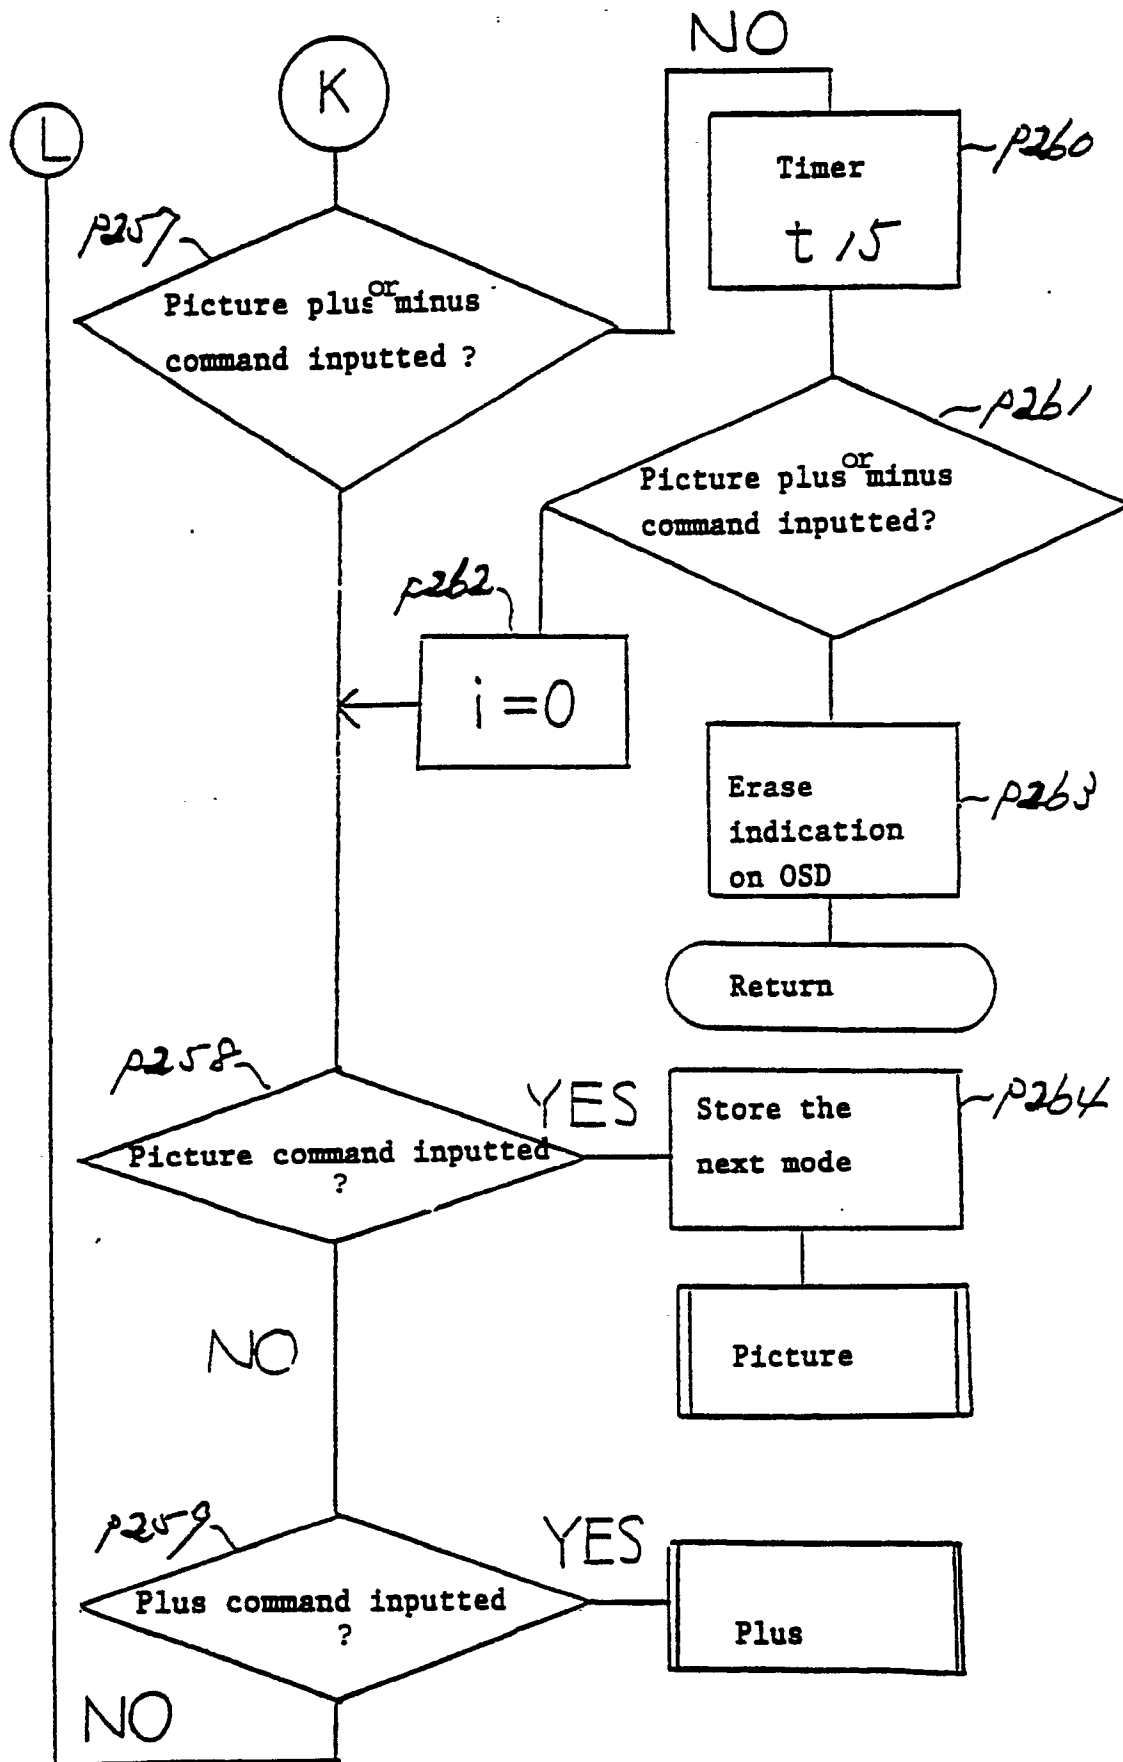 NO
K
L
Timer
t 15
p260
p257
Picture plus or minus
command inputted ?
p261
Picture plus or minus
command inputted?
p262
i = 0
Erase
indication
on OSD
p263
Return
p258
Picture command inputted
?
YES
Store the
next mode
p264
NO
Picture
p259
Plus command inputted
?
YES
Plus
NO